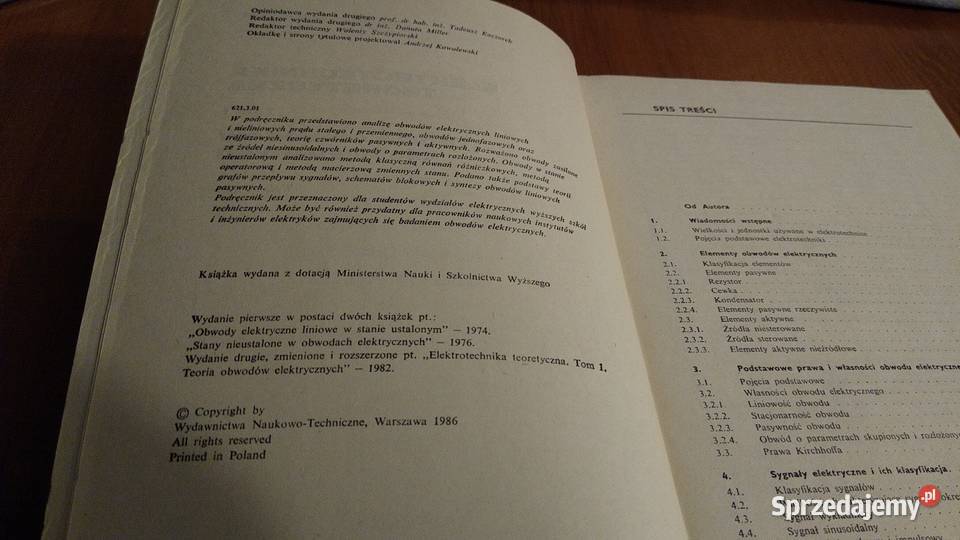 Opiniodawca wydania drugiego prof. dr hab. inż. Tadeusz Kaczorek
Redaktor wydania drugiego dr inż. Danuta Miller
Redaktor techniczny Walenty Szczypiorski
Okładkę i strony tytułowe projektował Andrzej Kowalewski
621.3.01
W podręczniku przedstawiono analizę obwodów elektrycznych liniowych
i nieliniowych prądu stałego i przemiennego, obwodów jednofazowych oraz
trójfazowych, teorię czwórników pasywnych i aktywnych. Rozważono obwody zasilane
ze źródeł niesinusoidalnych i obwody o parametrach rozłożonych. Obwody w stanie
nieustalonym analizowano metodą klasyczną równań różniczkowych, metodą
operatorową i metodą macierzową zmiennych stanu. Podano także podstawy teorii
grafów przepływu sygnałów, schematów blokowych i syntezy obwodów liniowych
pasywnych.
Podręcznik jest przeznaczony dla studentów wydziałów elektrycznych wyższych szkół
technicznych. Może być również przydatny dla pracowników naukowych instytutów
i inżynierów elektryków zajmujących się badaniem obwodów elektrycznych.
Książka wydana z dotacją Ministerstwa Nauki i Szkolnictwa Wyższego
Wydanie pierwsze w postaci dwóch książek pt.:
„Obwody elektryczne liniowe w stanie ustalonym” — 1974.
„Stany nieustalone w obwodach elektrycznych” — 1976.
Wydanie drugie, zmienione i rozszerzone pt. „Elektrotechnika teoretyczna. Tom 1.
Teoria obwodów elektrycznych” — 1982.
© Copyright by
Wydawnictwa Naukowo-Techniczne, Warszawa 1986
All rights reserved
Printed in Poland
SPIS TREŚCI
Od Autora
1. Wiadomości wstępne
1.1. Wielkości i jednostki używane w elektrotechnice
1.2. Pojęcia podstawowe elektrotechniki
2. Elementy obwodów elektrycznych
2.1. Klasyfikacja elementów
2.2. Elementy pasywne
2.2.1 Rezystor
2.2.2. Cewka
2.2.3. Kondensator
2.2.4. Elementy pasywne rzeczywiste
2.3. Elementy aktywne
2.3.1. Źródła niesterowane
2.3.2. Źródła sterowane
2.3.3. Elementy aktywne nieźródłowe
3. Podstawowe prawa i własności obwodu elektryczne
3.1. Pojęcia podstawowe
3.2. Własności obwodu elektrycznego
3.2.1 Liniowość obwodu
3.2.2. Stacjonarność obwodu
3.2.3. Pasywność obwodu
3.2.4. Obwód o parametrach skupionych i rozłożony
3.3. Prawa Kirchhoffa
4. Sygnały elektryczne i ich klasyfikacja
4.1. Klasyfikacja sygnałów
4.2.
4.3. Sygnał
4.4. Sygnał sinusoidalny
Sprzedajemy.pl